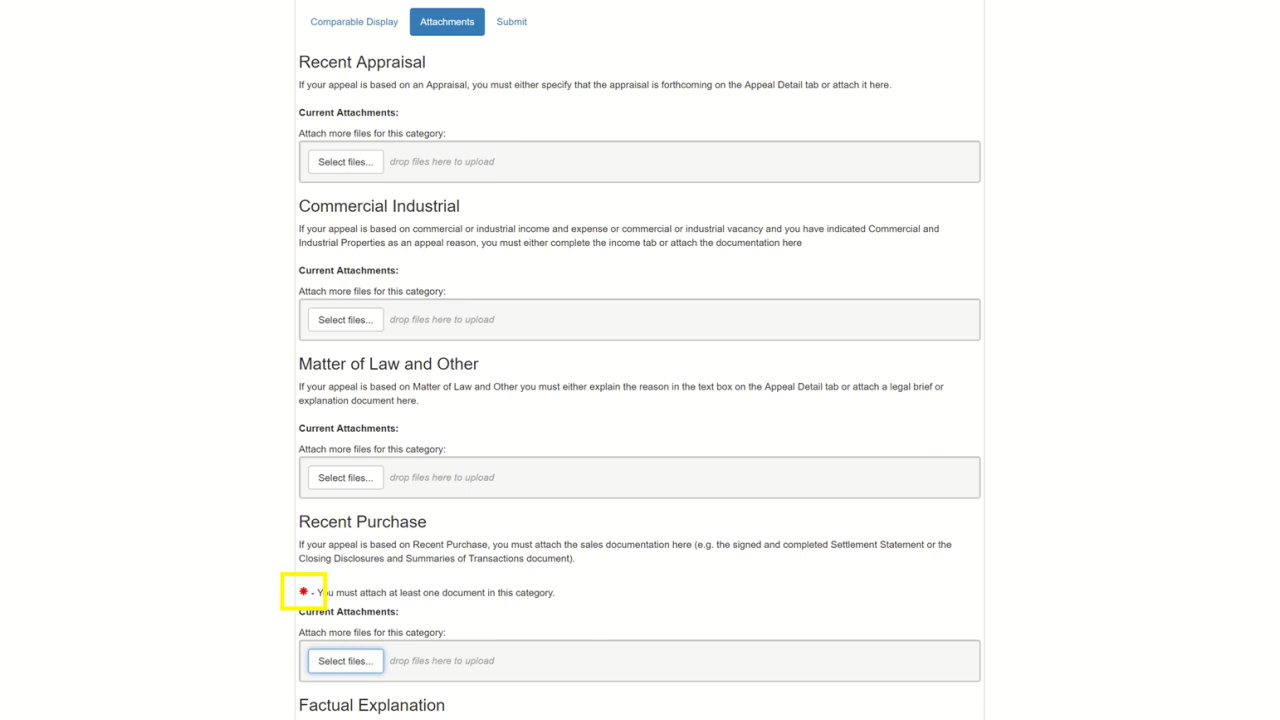 Comparable Display Attachments Submit
Recent Appraisal
If your appeal is based on an Appraisal, you must either specify that the appraisal is forthcoming on the Appeal Detail tab or attach it here.
Current Attachments:
Attach more files for this category:
Select files... drop files here to upload
Commercial Industrial
If your appeal is based on commercial or industrial income and expense or commercial or industrial vacancy and you have indicated Commercial and
Industrial Properties as an appeal reason, you must either complete the income tab or attach the documentation here
Current Attachments:
Attach more files for this category:
Select files... drop files here to upload
Matter of Law and Other
If your appeal is based on Matter of Law and Other you must either explain the reason in the text box on the Appeal Detail tab or attach a legal brief or
explanation document here.
Current Attachments:
Attach more files for this category:
Select files... drop files here to upload
Recent Purchase
If your appeal is based on Recent Purchase, you must attach the sales documentation here (e.g. the signed and completed Settlement Statement or the
Closing Disclosures and Summaries of Transactions document).
* - You must attach at least one document in this category.
Current Attachments:
Attach more files for this category:
Select files... drop files here to upload
Factual Explanation